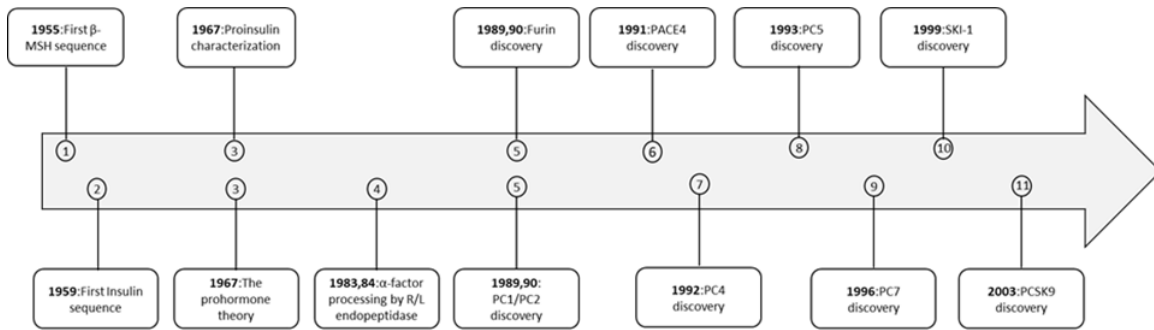 1955:First β-
MSH sequence
1967:Proinsulin
characterization
1989,90:Furin
discovery
1991:PACE4
discovery
1993:PC5
discovery
1999:SKI-1
discovery
1
3
5
6
8
10
2
3
4
5
7
9
11
1959:First Insulin
sequence
1967:The
prohormone
theory
1983,84:α-factor
processing by R/L
endopeptidase
1989,90:
PC1/PC2
discovery
1992:PC4
discovery
1996:PC7
discovery
2003:PCSK9
discovery